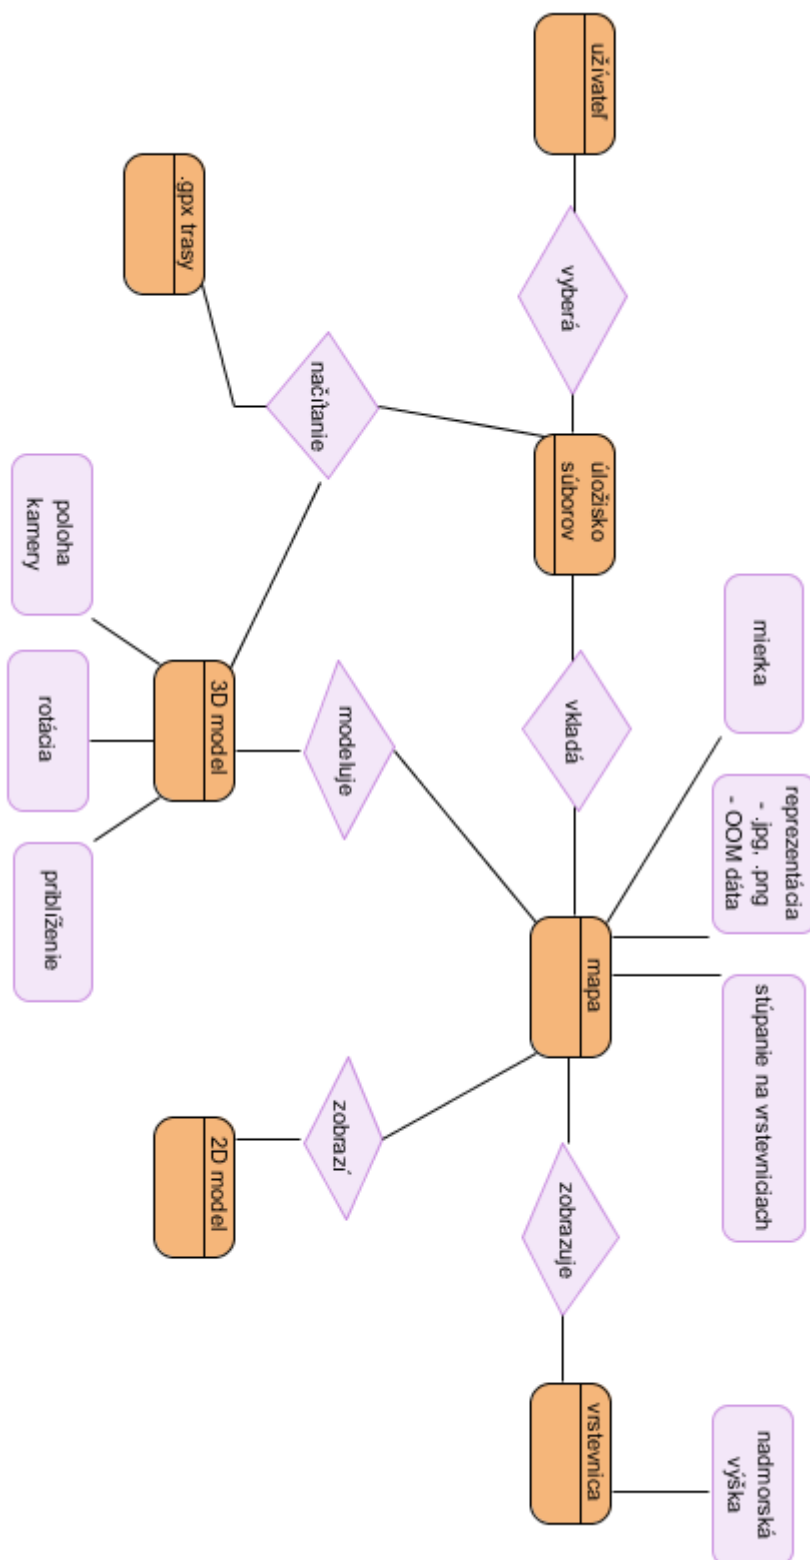 mierka
reprezentácia
- .jpg, .png
- OOM dáta
stúpanie na vrstevniciach
nadmorská
výška
užívateľ
vyberá
úložisko
súborov
vkladá
mapa
zobrazuje
vrstevnica
načítanie
modeluje
zobrazí
.gpx trasy
3D model
2D model
poloha
kamery
rotácia
priblíženie